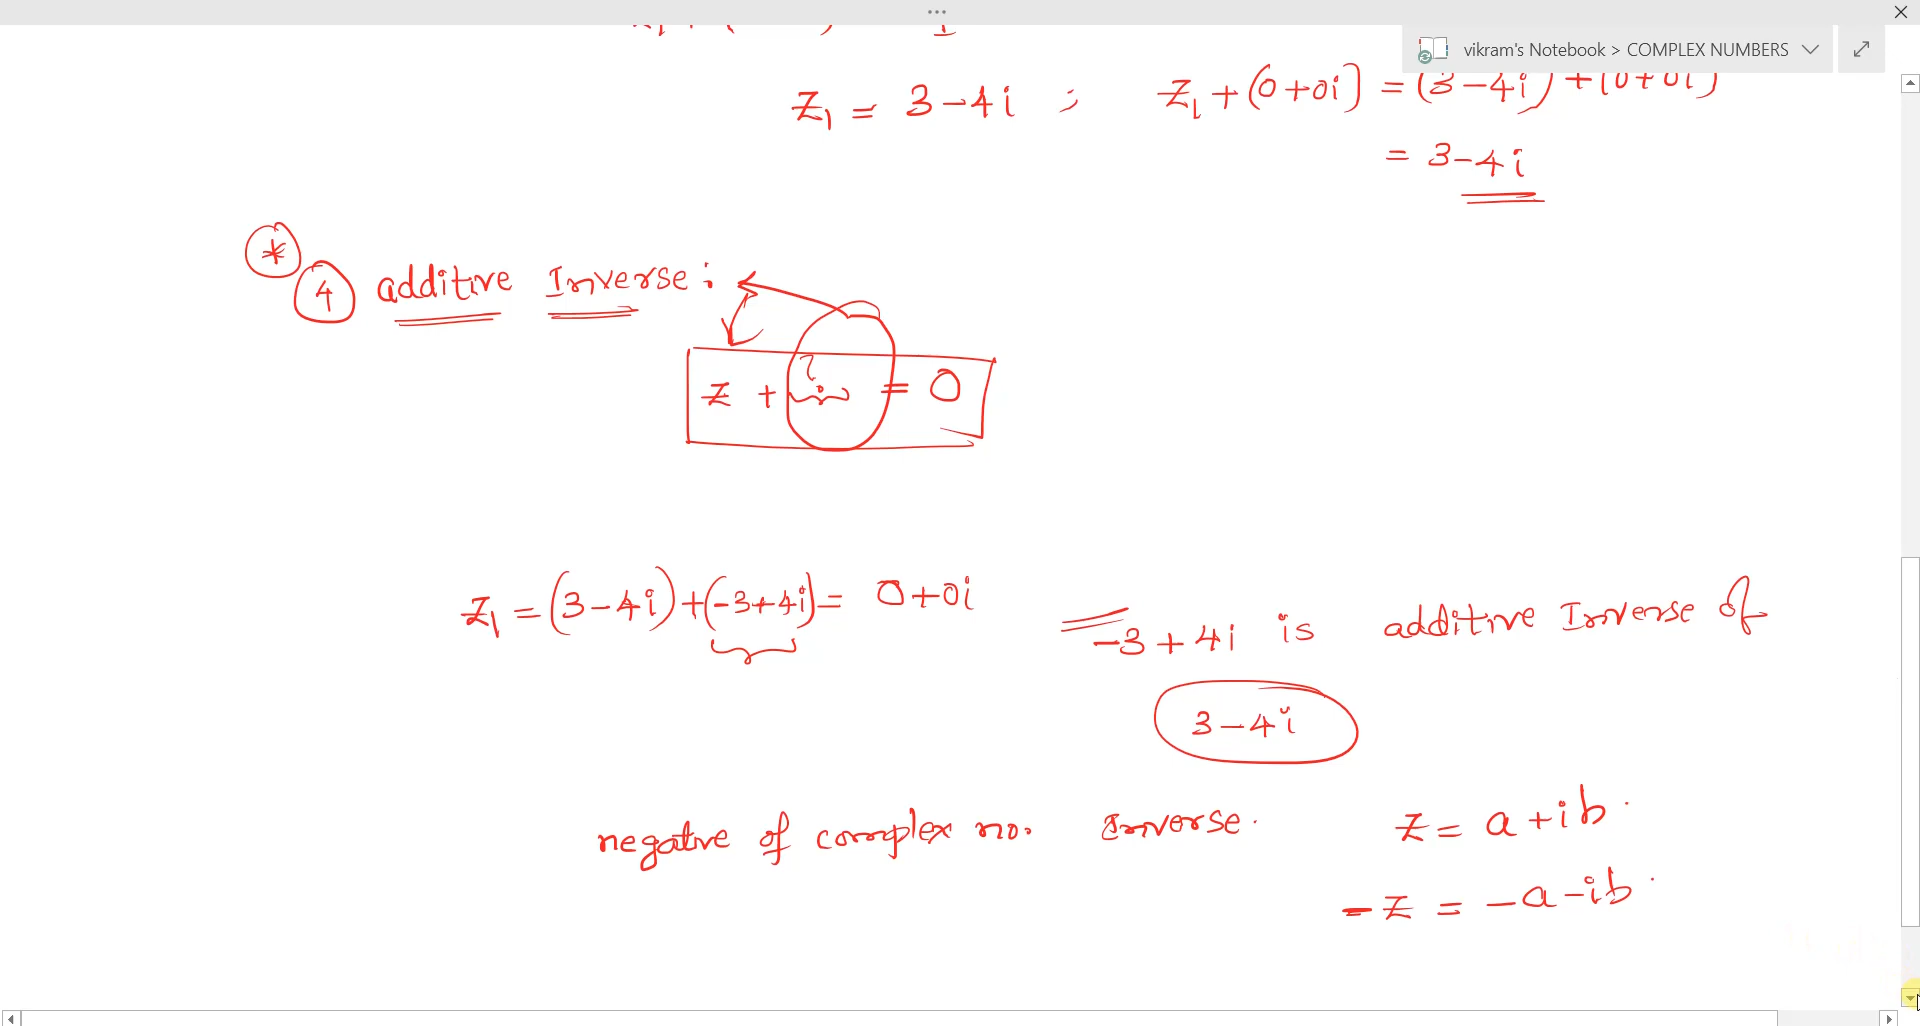 vikram's Notebook > COMPLEX NUMBERS
z₁ = 3-4i ; z₁+(0+0i) = (3-4i)+(0+0i)
= 3-4i
*
4 additive Inverse :
z + ? = 0
z₁ = (3-4i)+(-3+4i) = 0+0i
-3+4i is additive Inverse of
3-4i
negative of complex no. Inverse.
z = a+ib.
-z = -a-ib.